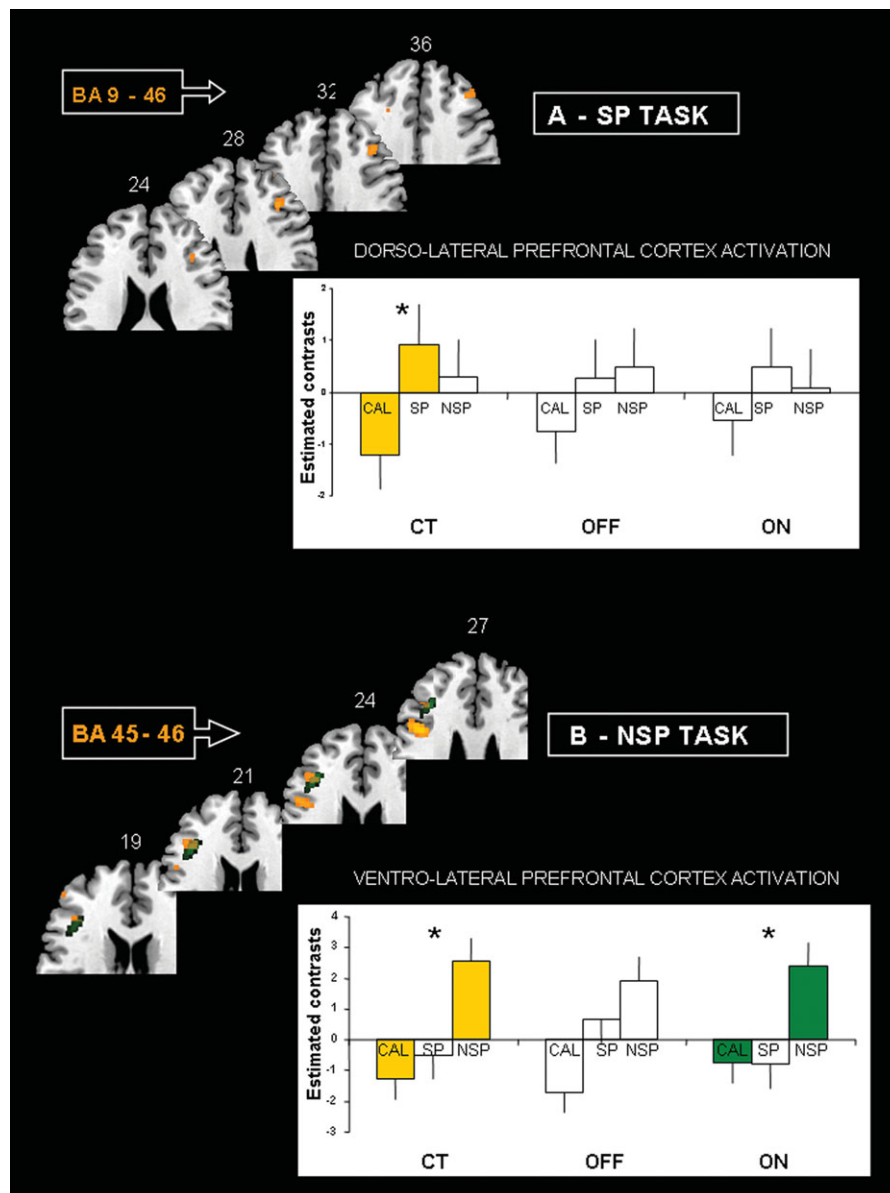 36
BA 9 - 46
32
A - SP TASK
28
24
DORSO-LATERAL PREFRONTAL CORTEX ACTIVATION
2
1
0
-1
-2
Estimated contrasts
*
CAL SP NSP
CAL SP NSP
CAL SP NSP
CT OFF ON
27
24
BA 45 - 46
B - NSP TASK
21
19
VENTRO-LATERAL PREFRONTAL CORTEX ACTIVATION
4
3
2
1
0
-1
-2
-3
Estimated contrasts
* *
CAL SP NSP
CAL SP NSP
CAL SP NSP
CT OFF ON